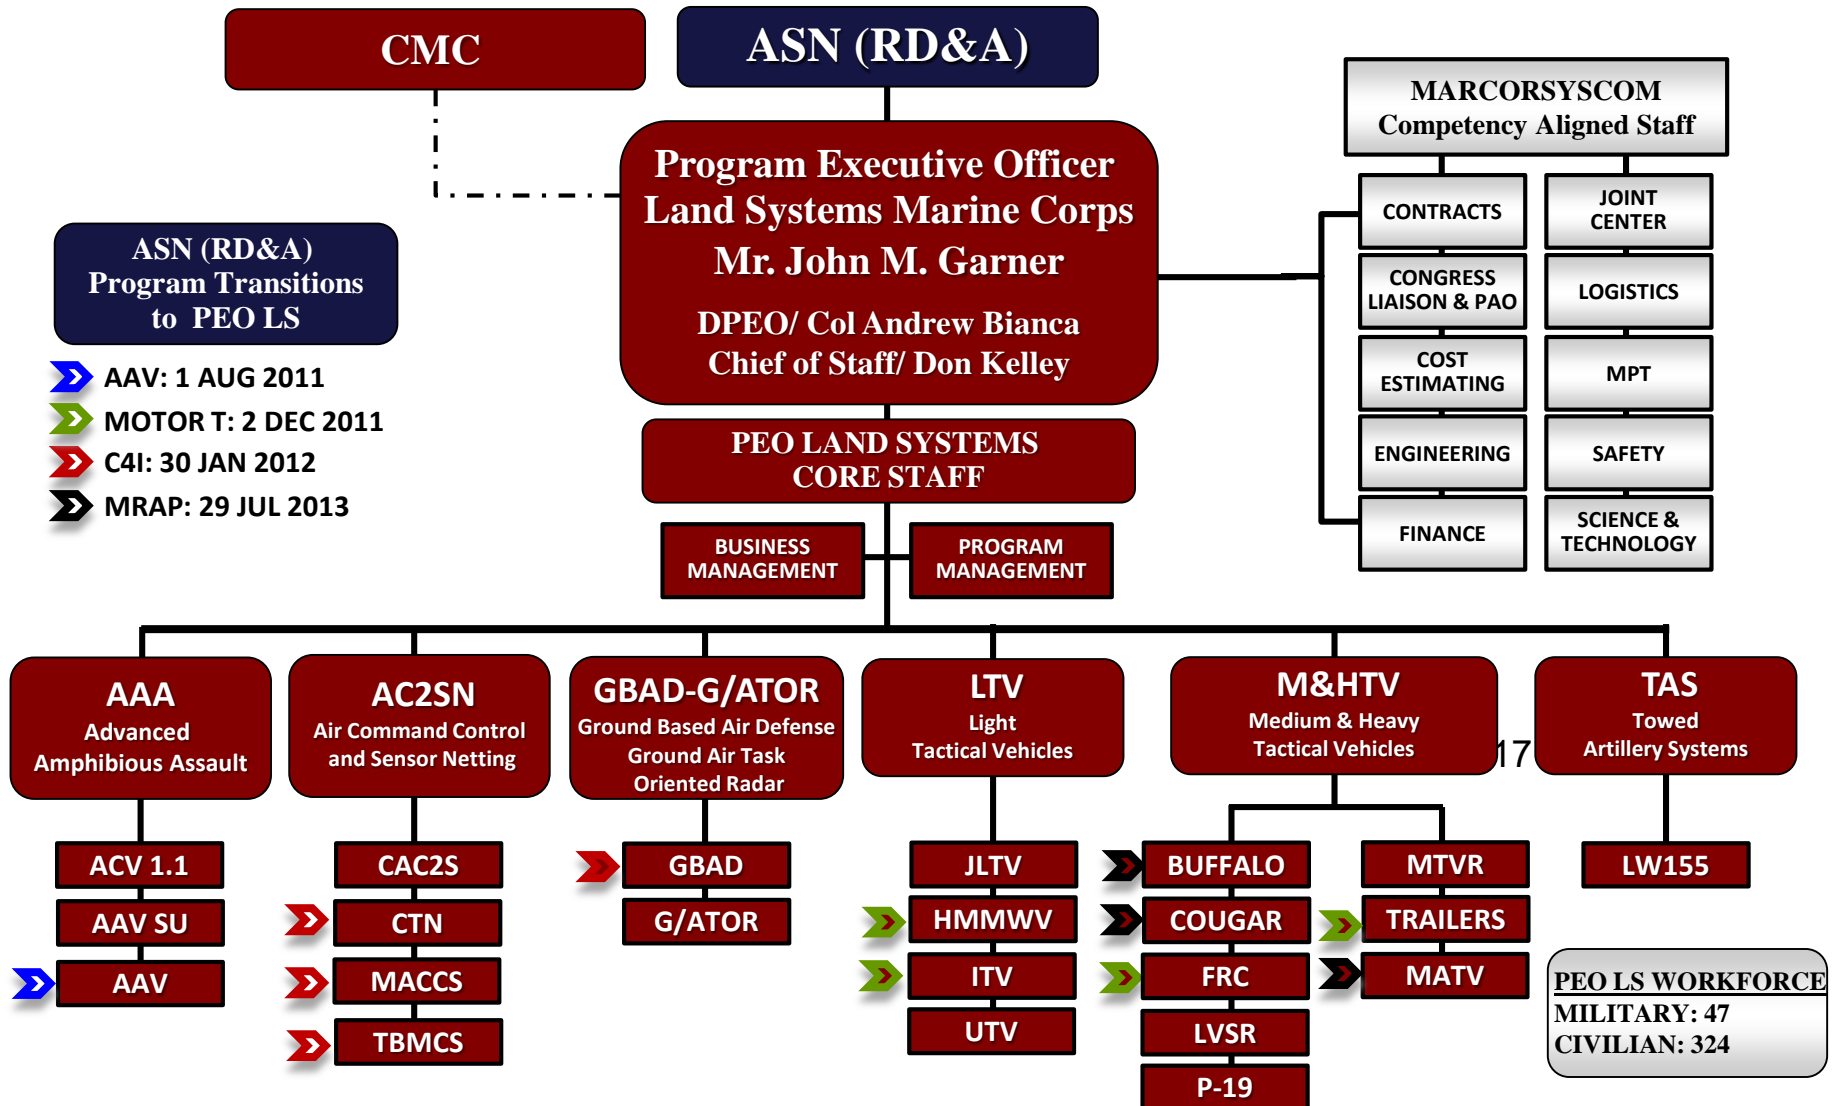 CMC
ASN (RD&A)
MARCORSYSCOM
Competency Aligned Staff
Program Executive Officer
Land Systems Marine Corps
Mr. John M. Garner
DPEO/ Col Andrew Bianca
Chief of Staff/ Don Kelley
CONTRACTS
JOINT
CENTER
CONGRESS
LIAISON & PAO
LOGISTICS
COST
ESTIMATING
MPT
ENGINEERING
SAFETY
FINANCE
SCIENCE &
TECHNOLOGY
ASN (RD&A)
Program Transitions
to PEO LS
AAV: 1 AUG 2011
MOTOR T: 2 DEC 2011
C4I: 30 JAN 2012
MRAP: 29 JUL 2013
PEO LAND SYSTEMS
CORE STAFF
BUSINESS
MANAGEMENT
PROGRAM
MANAGEMENT
AAA
Advanced
Amphibious Assault
ACV 1.1
AAV SU
AAV
AC2SN
Air Command Control
and Sensor Netting
CAC2S
CTN
MACCS
TBMCS
GBAD-G/ATOR
Ground Based Air Defense
Ground Air Task
Oriented Radar
GBAD
G/ATOR
LTV
Light
Tactical Vehicles
JLTV
HMMWV
ITV
UTV
M&HTV
Medium & Heavy
Tactical Vehicles
17
BUFFALO
COUGAR
FRC
LVSR
P-19
MTVR
TRAILERS
MATV
TAS
Towed
Artillery Systems
LW155
PEO LS WORKFORCE
MILITARY: 47
CIVILIAN: 324